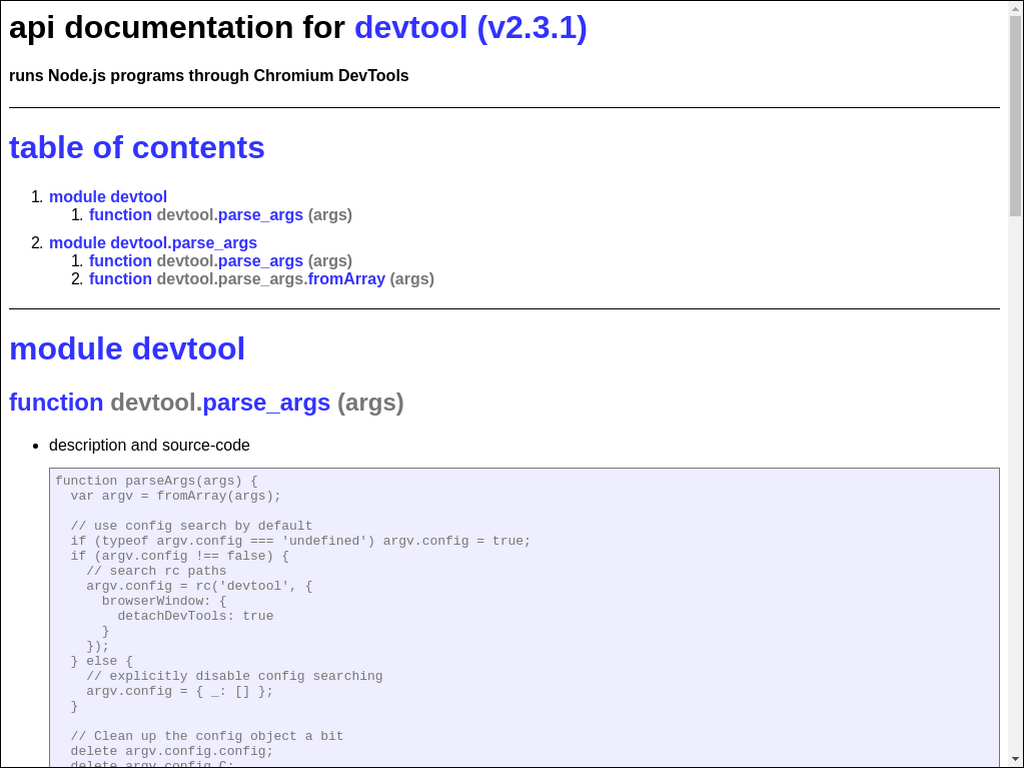 api documentation for devtool (v2.3.1)
runs Node.js programs through Chromium DevTools
table of contents
1. module devtool
1. function devtool.parse_args (args)
2. module devtool.parse_args
1. function devtool.parse_args (args)
2. function devtool.parse_args.fromArray (args)
module devtool
function devtool.parse_args (args)
• description and source-code
function parseArgs(args) {
  var argv = fromArray(args);

  // use config search by default
  if (typeof argv.config === 'undefined') argv.config = true;
  if (argv.config !== false) {
    // search rc paths
    argv.config = rc('devtool', {
      browserWindow: {
        detachDevTools: true
      }
    });
  } else {
    // explicitly disable config searching
    argv.config = { _: [] };
  }

  // Clean up the config object a bit
  delete argv.config.config;
  delete argv.config.C;